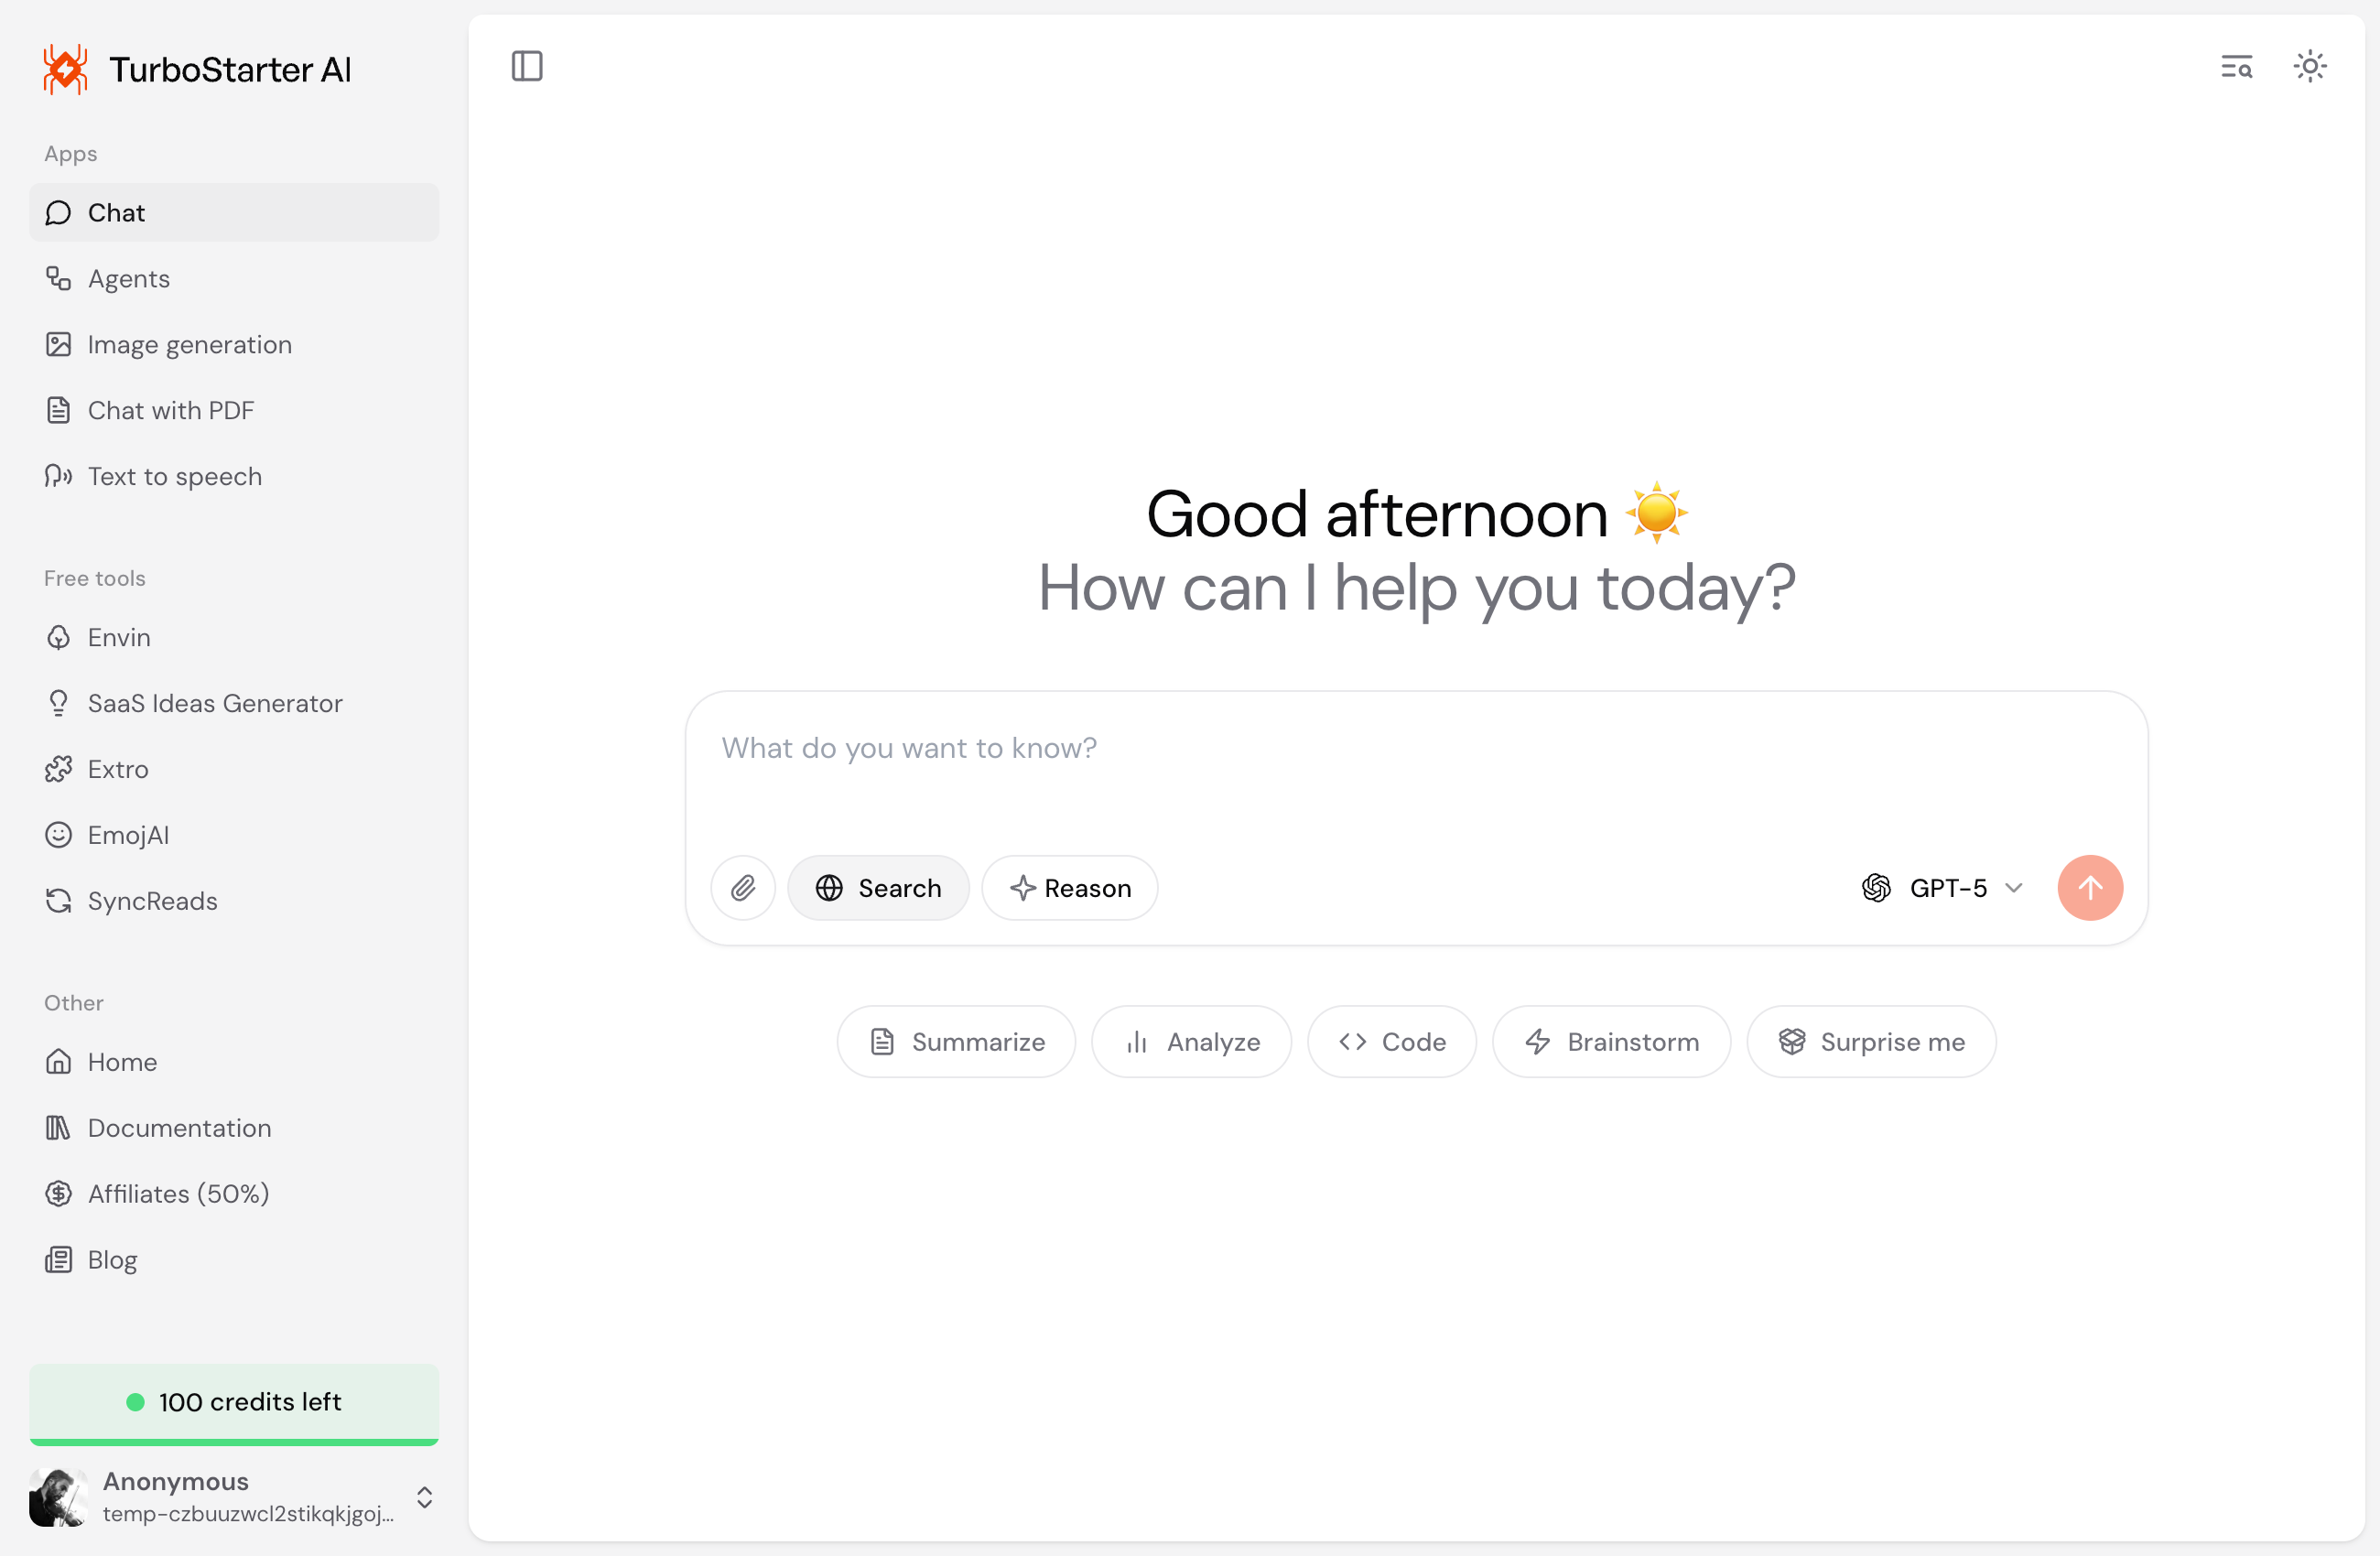 TurboStarter AI
Apps
Chat
Agents
Image generation
Chat with PDF
Text to speech
Free tools
Envin
SaaS Ideas Generator
Extro
EmojAI
SyncReads
Other
Home
Documentation
Affiliates (50%)
Blog
100 credits left
Anonymous
temp-czbuuzwcl2stikqkjgoj...
Good afternoon ☀️
How can I help you today?
What do you want to know?
Search
Reason
GPT-5
Summarize
Analyze
Code
Brainstorm
Surprise me